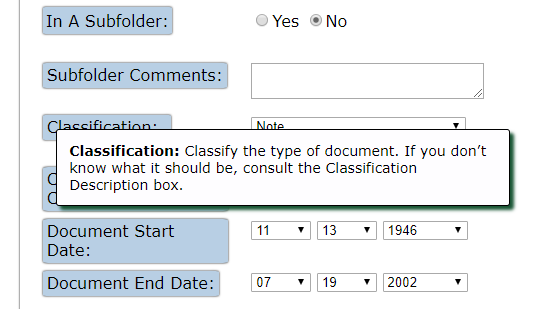 In A Subfolder: Yes No
Subfolder Comments:
Classification: Note
Classification: Classify the type of document. If you don't
know what it should be, consult the Classification
Description box.
C
C
Document Start 11 13 1946
Date:
Document End Date: 07 19 2002